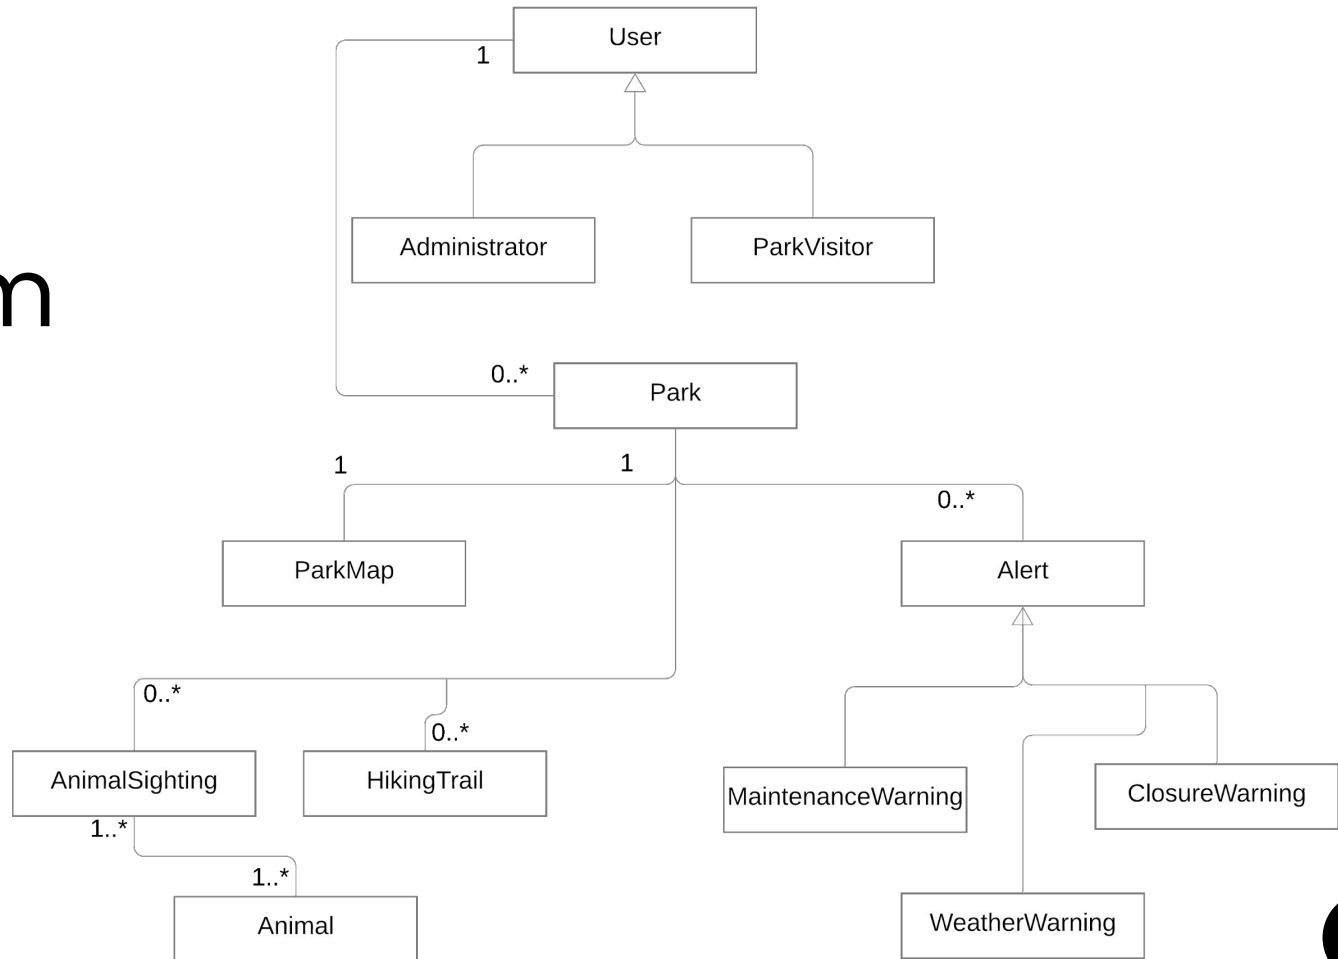 User
1
Administrator
ParkVisitor
m
0..*
Park
1
1
0..*
ParkMap
Alert
0..*
0..*
AnimalSighting
HikingTrail
MaintenanceWarning
ClosureWarning
1..*
1..*
Animal
WeatherWarning